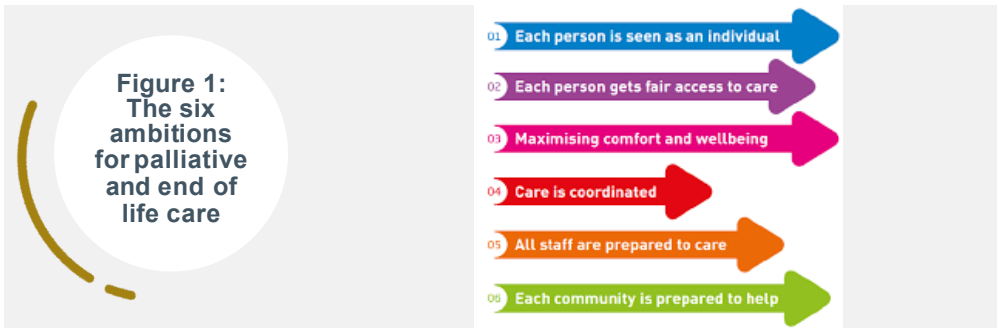 Figure 1:
The six
ambitions
for palliative
and end of
life care
01 Each person is seen as an individual
02 Each person gets fair access to care
03 Maximising comfort and wellbeing
04 Care is coordinated
05 All staff are prepared to care
06 Each community is prepared to help